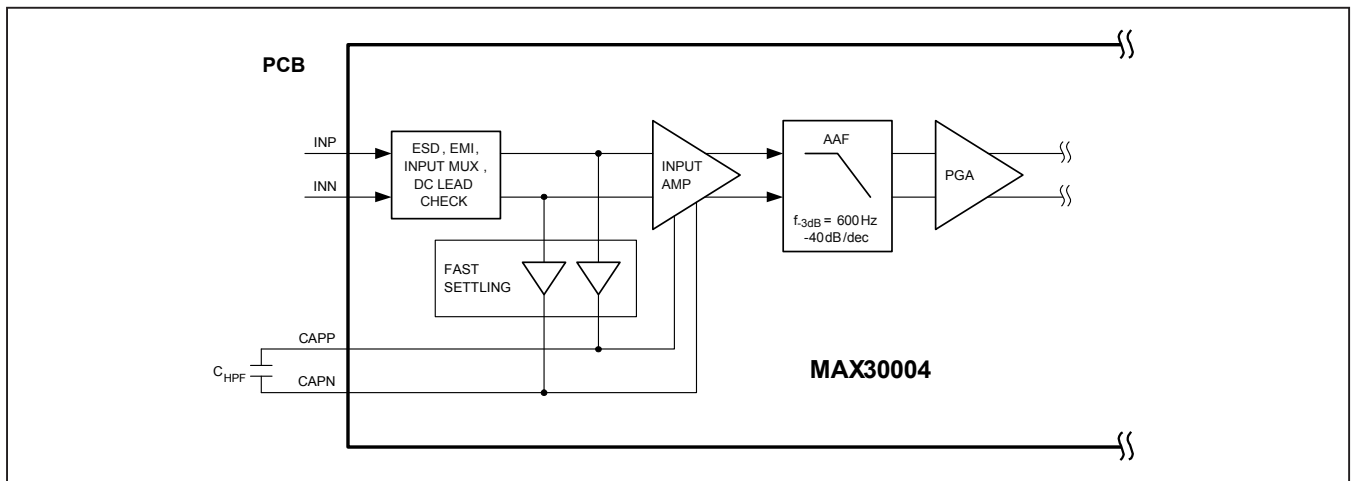 PCB
INP
INN
ESD , EMI ,
INPUT MUX ,
DC LEAD
CHECK
INPUT
AMP
AAF
f-3dB = 600Hz
-40dB/dec
PGA
FAST
SETTLING
CAPP
CHPF
CAPN
MAX30004